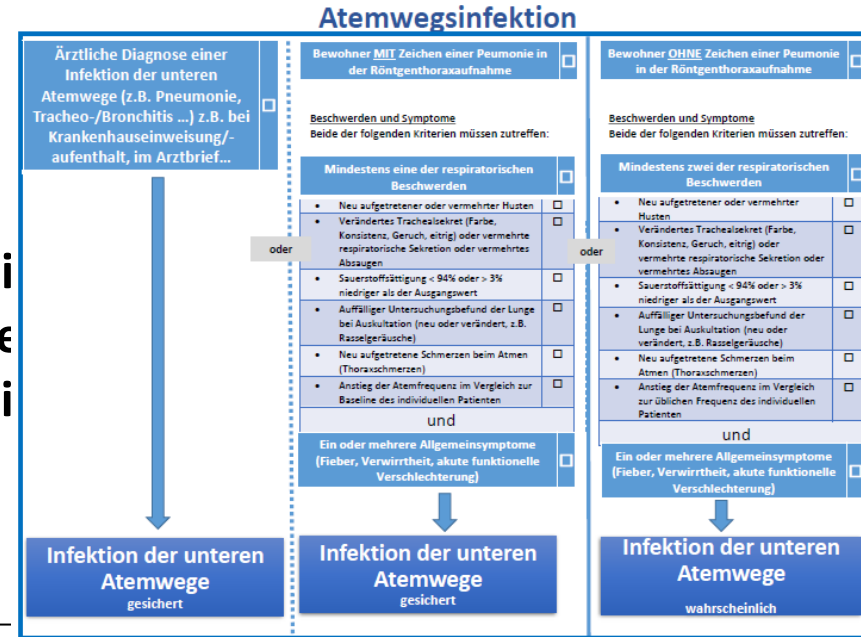 Atemwegsinfektion
Ärztliche Diagnose einer
Infektion der unteren
Atemwege (z.B. Pneumonie,
Tracheo-/Bronchitis ...) z.B. bei
Krankenhauseinweisung/-
aufenthalt, im Arztbrief...
Infektion der unteren
Atemwege
gesichert
oder
Bewohner MIT Zeichen einer Peumonie in
der Röntgenthoraxaufnahme
Beschwerden und Symptome
Beide der folgenden Kriterien müssen zutreffen:
Mindestens eine der respiratorischen
Beschwerden
• Neu aufgetretener oder vermehrter Husten
• Verändertes Trachealsekret (Farbe,
Konsistenz, Geruch, eitrig) oder vermehrte
respiratorische Sekretion oder vermehrtes
Absaugen
• Sauerstoffsättigung < 94% oder > 3%
niedriger als der Ausgangswert
• Auffälliger Untersuchungsbefund der Lunge
bei Auskultation (neu oder verändert, z.B.
Rasselgeräusche)
• Neu aufgetretene Schmerzen beim Atmen
(Thoraxschmerzen)
• Anstieg der Atemfrequenz im Vergleich zur
Baseline des individuellen Patienten
und
Ein oder mehrere Allgemeinsymptome
(Fieber, Verwirrtheit, akute funktionelle
Verschlechterung)
Infektion der unteren
Atemwege
gesichert
oder
Bewohner OHNE Zeichen einer Peumonie
in der Röntgenthoraxaufnahme
Beschwerden und Symptome
Beide der folgenden Kriterien müssen zutreffen:
Mindestens zwei der respiratorischen
Beschwerden
• Neu aufgetretener oder vermehrter
Husten
• Verändertes Trachealsekret (Farbe,
Konsistenz, Geruch, eitrig) oder
vermehrte respiratorische Sekretion oder
vermehrtes Absaugen
• Sauerstoffsättigung < 94% oder > 3%
niedriger als der Ausgangswert
• Auffälliger Untersuchungsbefund der
Lunge bei Auskultation (neu oder
verändert, z.B. Rasselgeräusche)
• Neu aufgetretene Schmerzen beim
Atmen (Thoraxschmerzen)
• Anstieg der Atemfrequenz im Vergleich
zur üblichen Frequenz des individuellen
Patienten
und
Ein oder mehrere Allgemeinsymptome
(Fieber, Verwirrtheit, akute funktionelle
Verschlechterung)
Infektion der unteren
Atemwege
wahrscheinlich